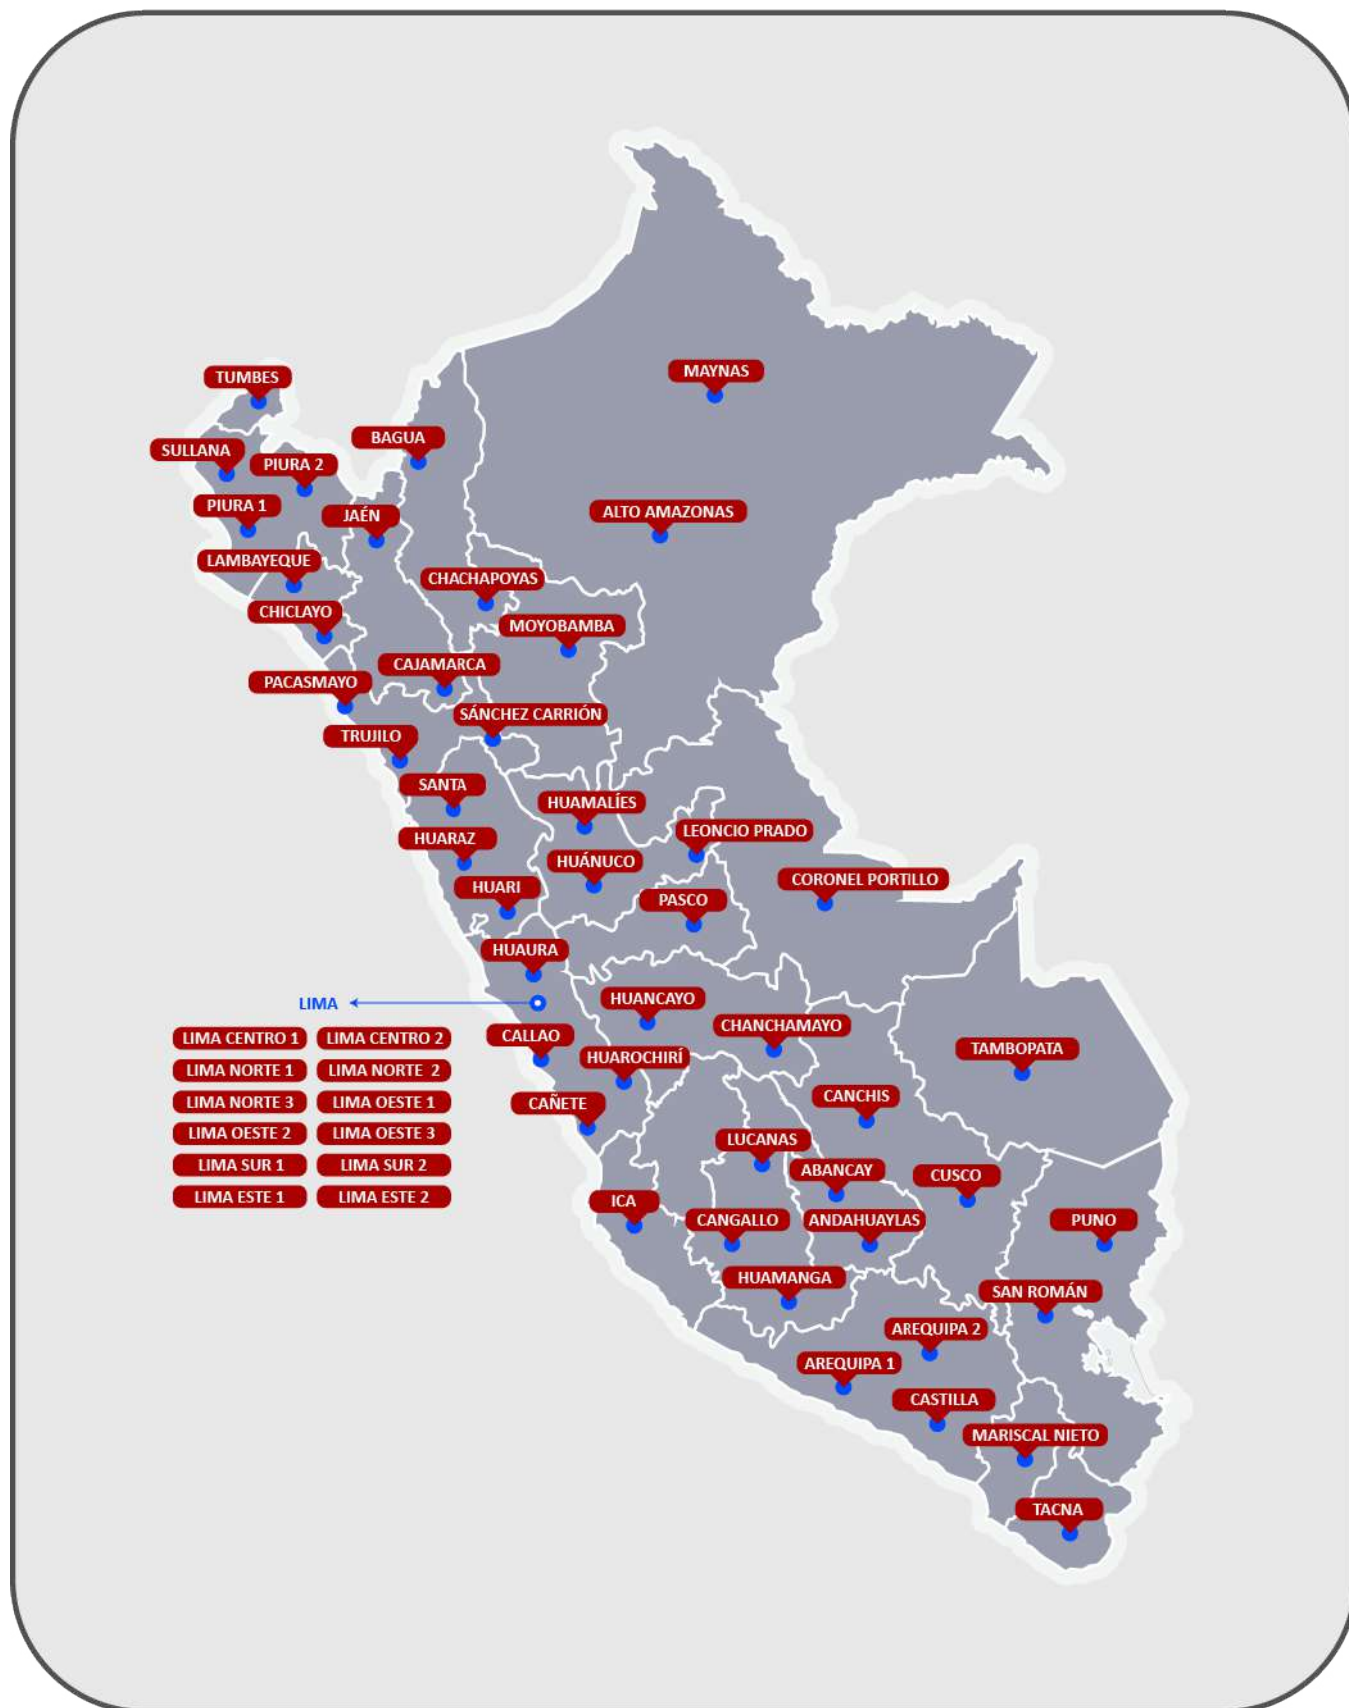 MAYNAS
TUMBES
BAGUA
SULLANA
PIURA 2
PIURA 1
ALTO AMAZONAS
JAÉN
LAMBAYEQUE
CHACHAPOYAS
CHICLAYO
MOYOBAMBA
CAJAMARCA
PACASMAYO
SÁNCHEZ CARRIÓN
TRUJILO
SANTA
HUAMALÍES
LEONCIO PRADO
HUARAZ
HUÁNUCO
CORONEL PORTILLO
HUARI
PASCO
HUAURA
HUANCAYO
LIMA
CHANCHAMAYO
CALLAO
LIMA CENTRO 1
LIMA CENTRO 2
TAMBOPATA
HUAROCHIRÍ
LIMA NORTE 1
LIMA NORTE 2
CANCHIS
LIMA NORTE 3
LIMA OESTE 1
CAÑETE
LIMA OESTE 2
LIMA OESTE 3
LUCANAS
LIMA SUR 1
LIMA SUR 2
ABANCAY
CUSCO
LIMA ESTE 1
LIMA ESTE 2
ICA
CANGALLO
ANDAHUAYLAS
PUNO
HUAMANGA
SAN ROMÁN
AREQUIPA 2
AREQUIPA 1
CASTILLA
MARISCAL NIETO
TACNA